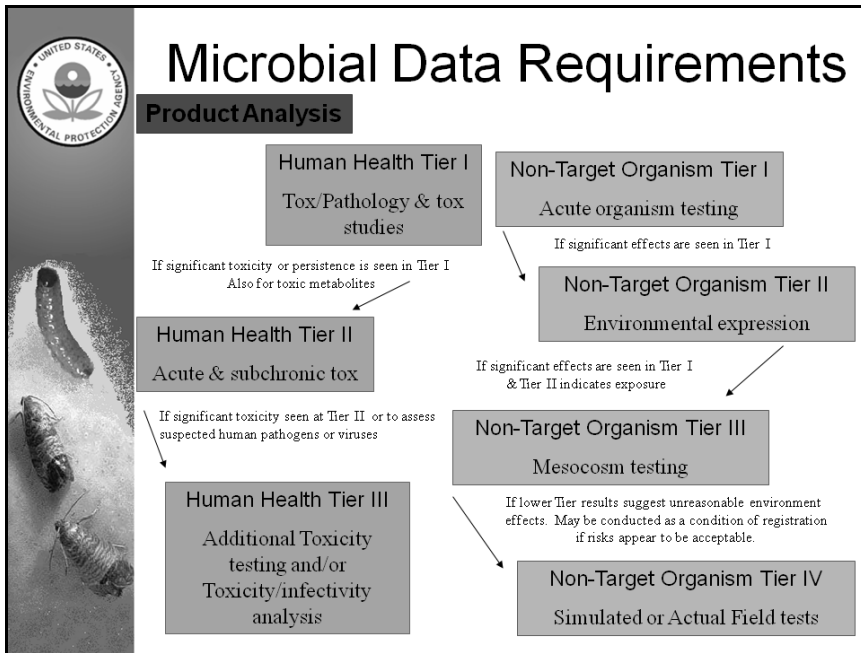 UNITED STATES
ENVIRONMENTAL PROTECTION AGENCY
Microbial Data Requirements
Product Analysis
Human Health Tier I
Tox/Pathology & tox
studies
If significant toxicity or persistence is seen in Tier I
Also for toxic metabolites
Human Health Tier II
Acute & subchronic tox
If significant toxicity seen at Tier II or to assess
suspected human pathogens or viruses
Human Health Tier III
Additional Toxicity
testing and/or
Toxicity/infectivity
analysis
Non-Target Organism Tier I
Acute organism testing
If significant effects are seen in Tier I
Non-Target Organism Tier II
Environmental expression
If significant effects are seen in Tier I
& Tier II indicates exposure
Non-Target Organism Tier III
Mesocosm testing
If lower Tier results suggest unreasonable environment
effects. May be conducted as a condition of registration
if risks appear to be acceptable.
Non-Target Organism Tier IV
Simulated or Actual Field tests